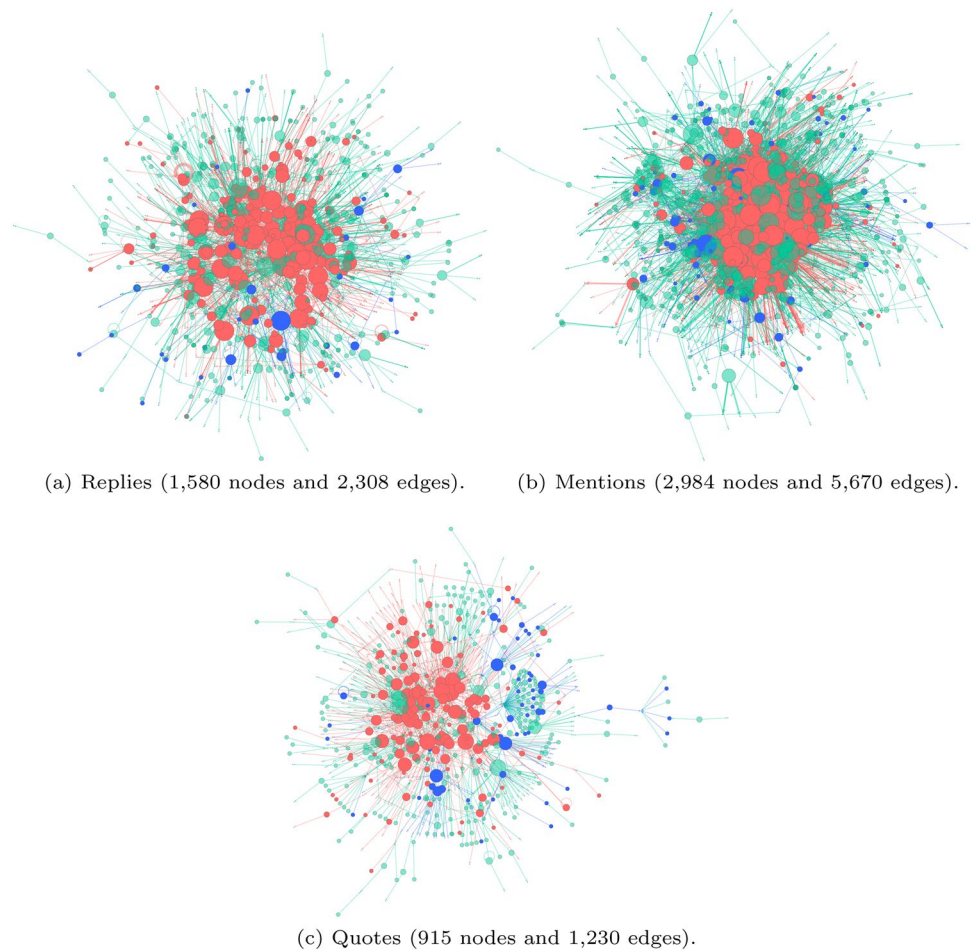 (a) Replies (1,580 nodes and 2,308 edges).
(b) Mentions (2,984 nodes and 5,670 edges).
(c) Quotes (915 nodes and 1,230 edges).